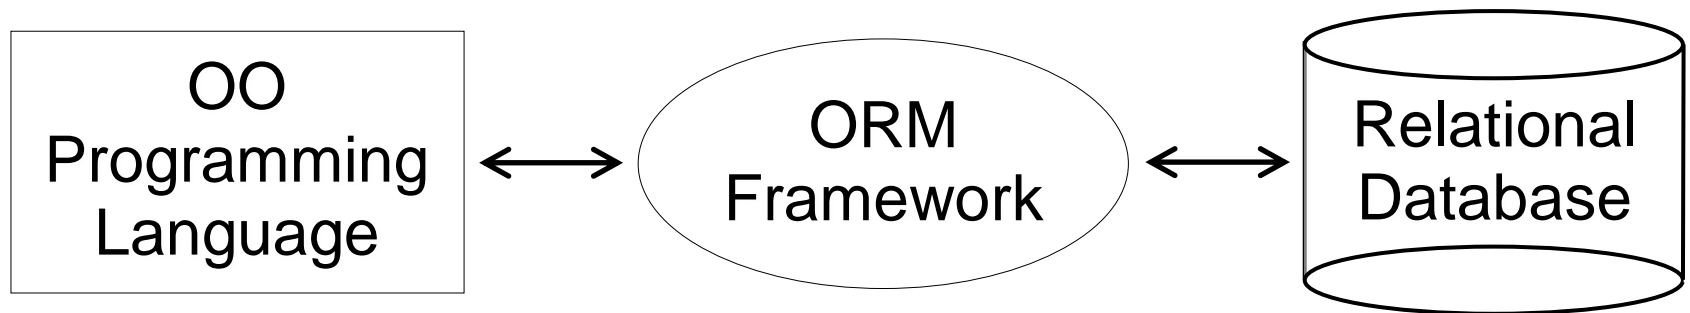 OO
Programming
Language
ORM
Framework
Relational
Database